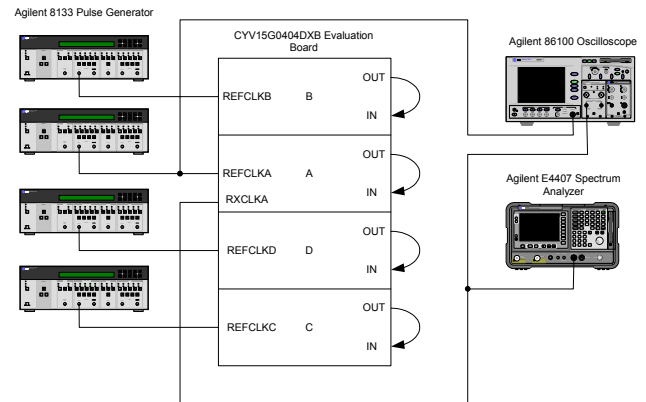 Agilent 8133 Pulse Generator
CYV15G0404DXB Evaluation
Board
Agilent 86100 Oscilloscope
OUT
REFCLKB B
IN
OUT
REFCLKA A
IN
RXCLKA
Agilent E4407 Spectrum
Analyzer
OUT
REFCLKD D
IN
OUT
REFCLKC C
IN